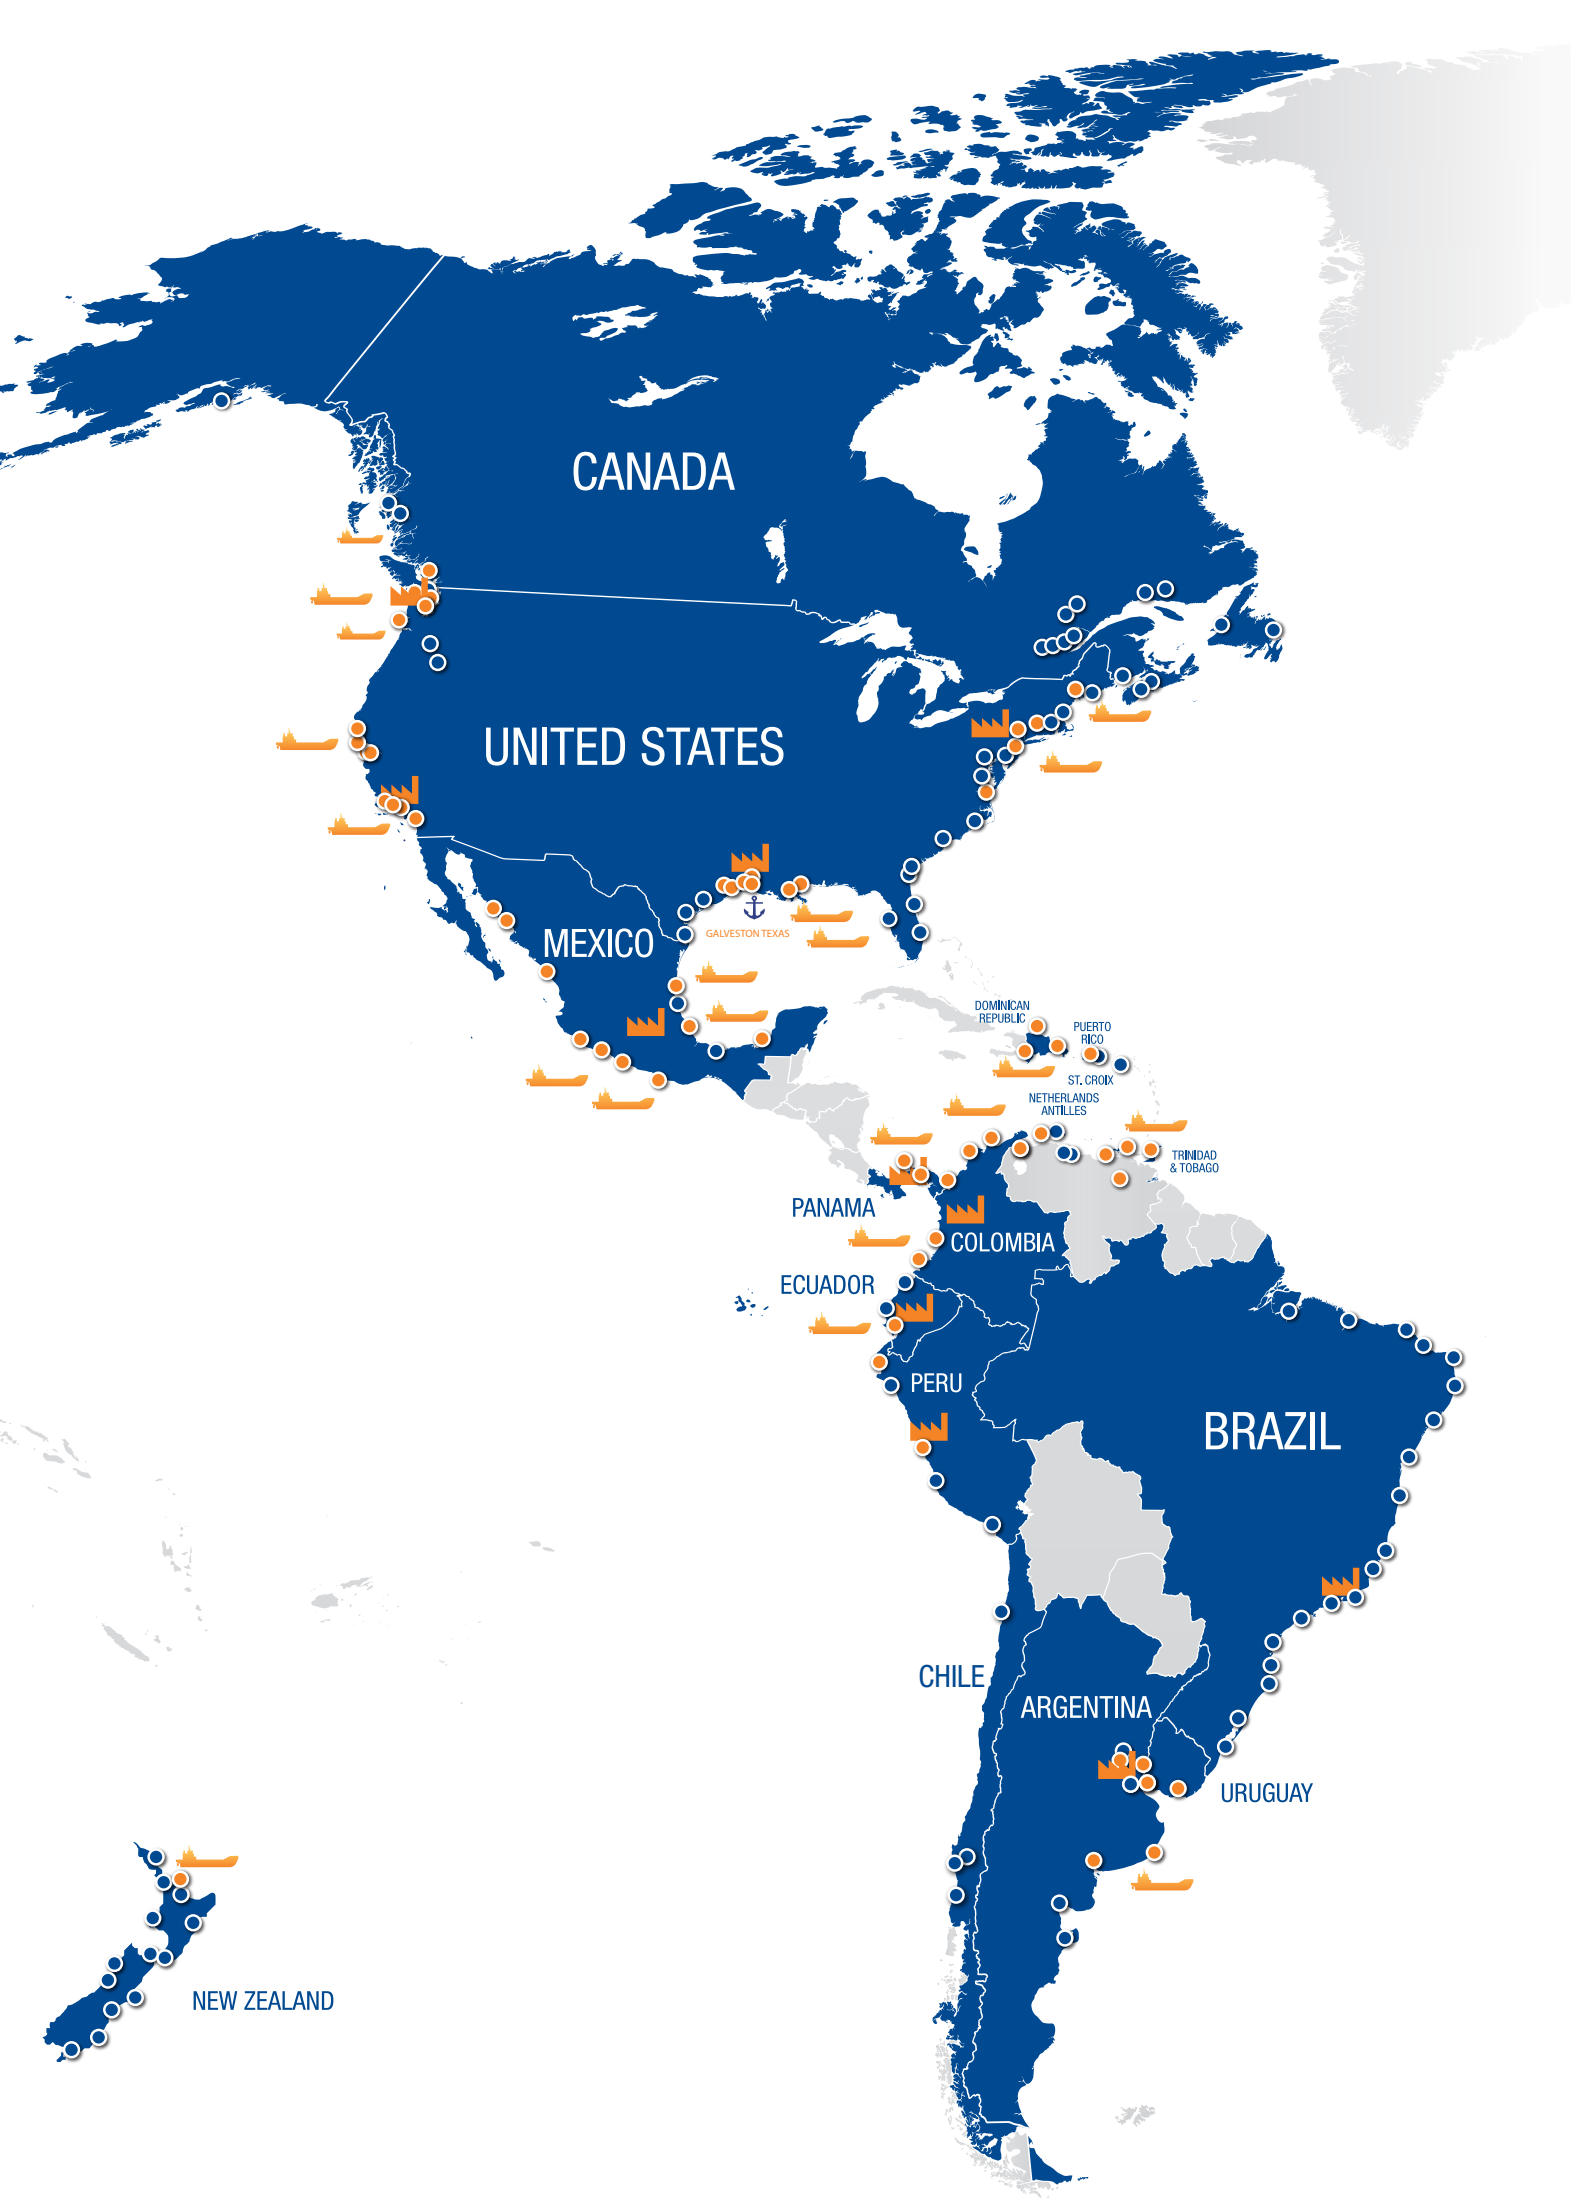 CANADA
UNITED STATES
MEXICO
GALVESTON TEXAS
DOMINICAN
REPUBLIC
PUERTO
RICO
ST. CROIX
NETHERLANDS
ANTILLES
TRINIDAD
& TOBAGO
PANAMA
COLOMBIA
ECUADOR
PERU
BRAZIL
CHILE
ARGENTINA
URUGUAY
NEW ZEALAND